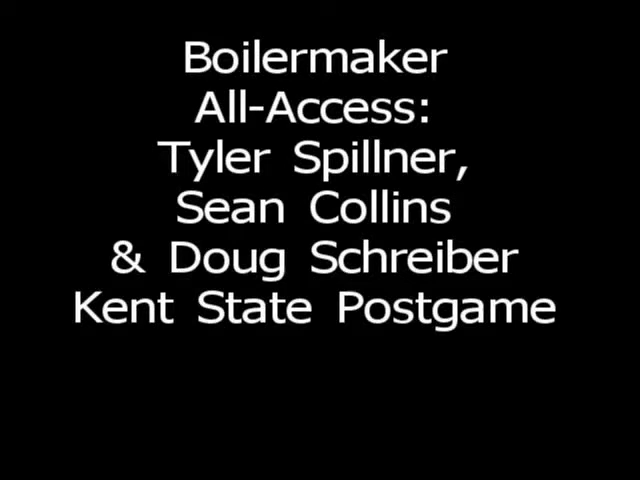 Boilermaker
All-Access:
Tyler Spillner,
Sean Collins
& Doug Schreiber
Kent State Postgame